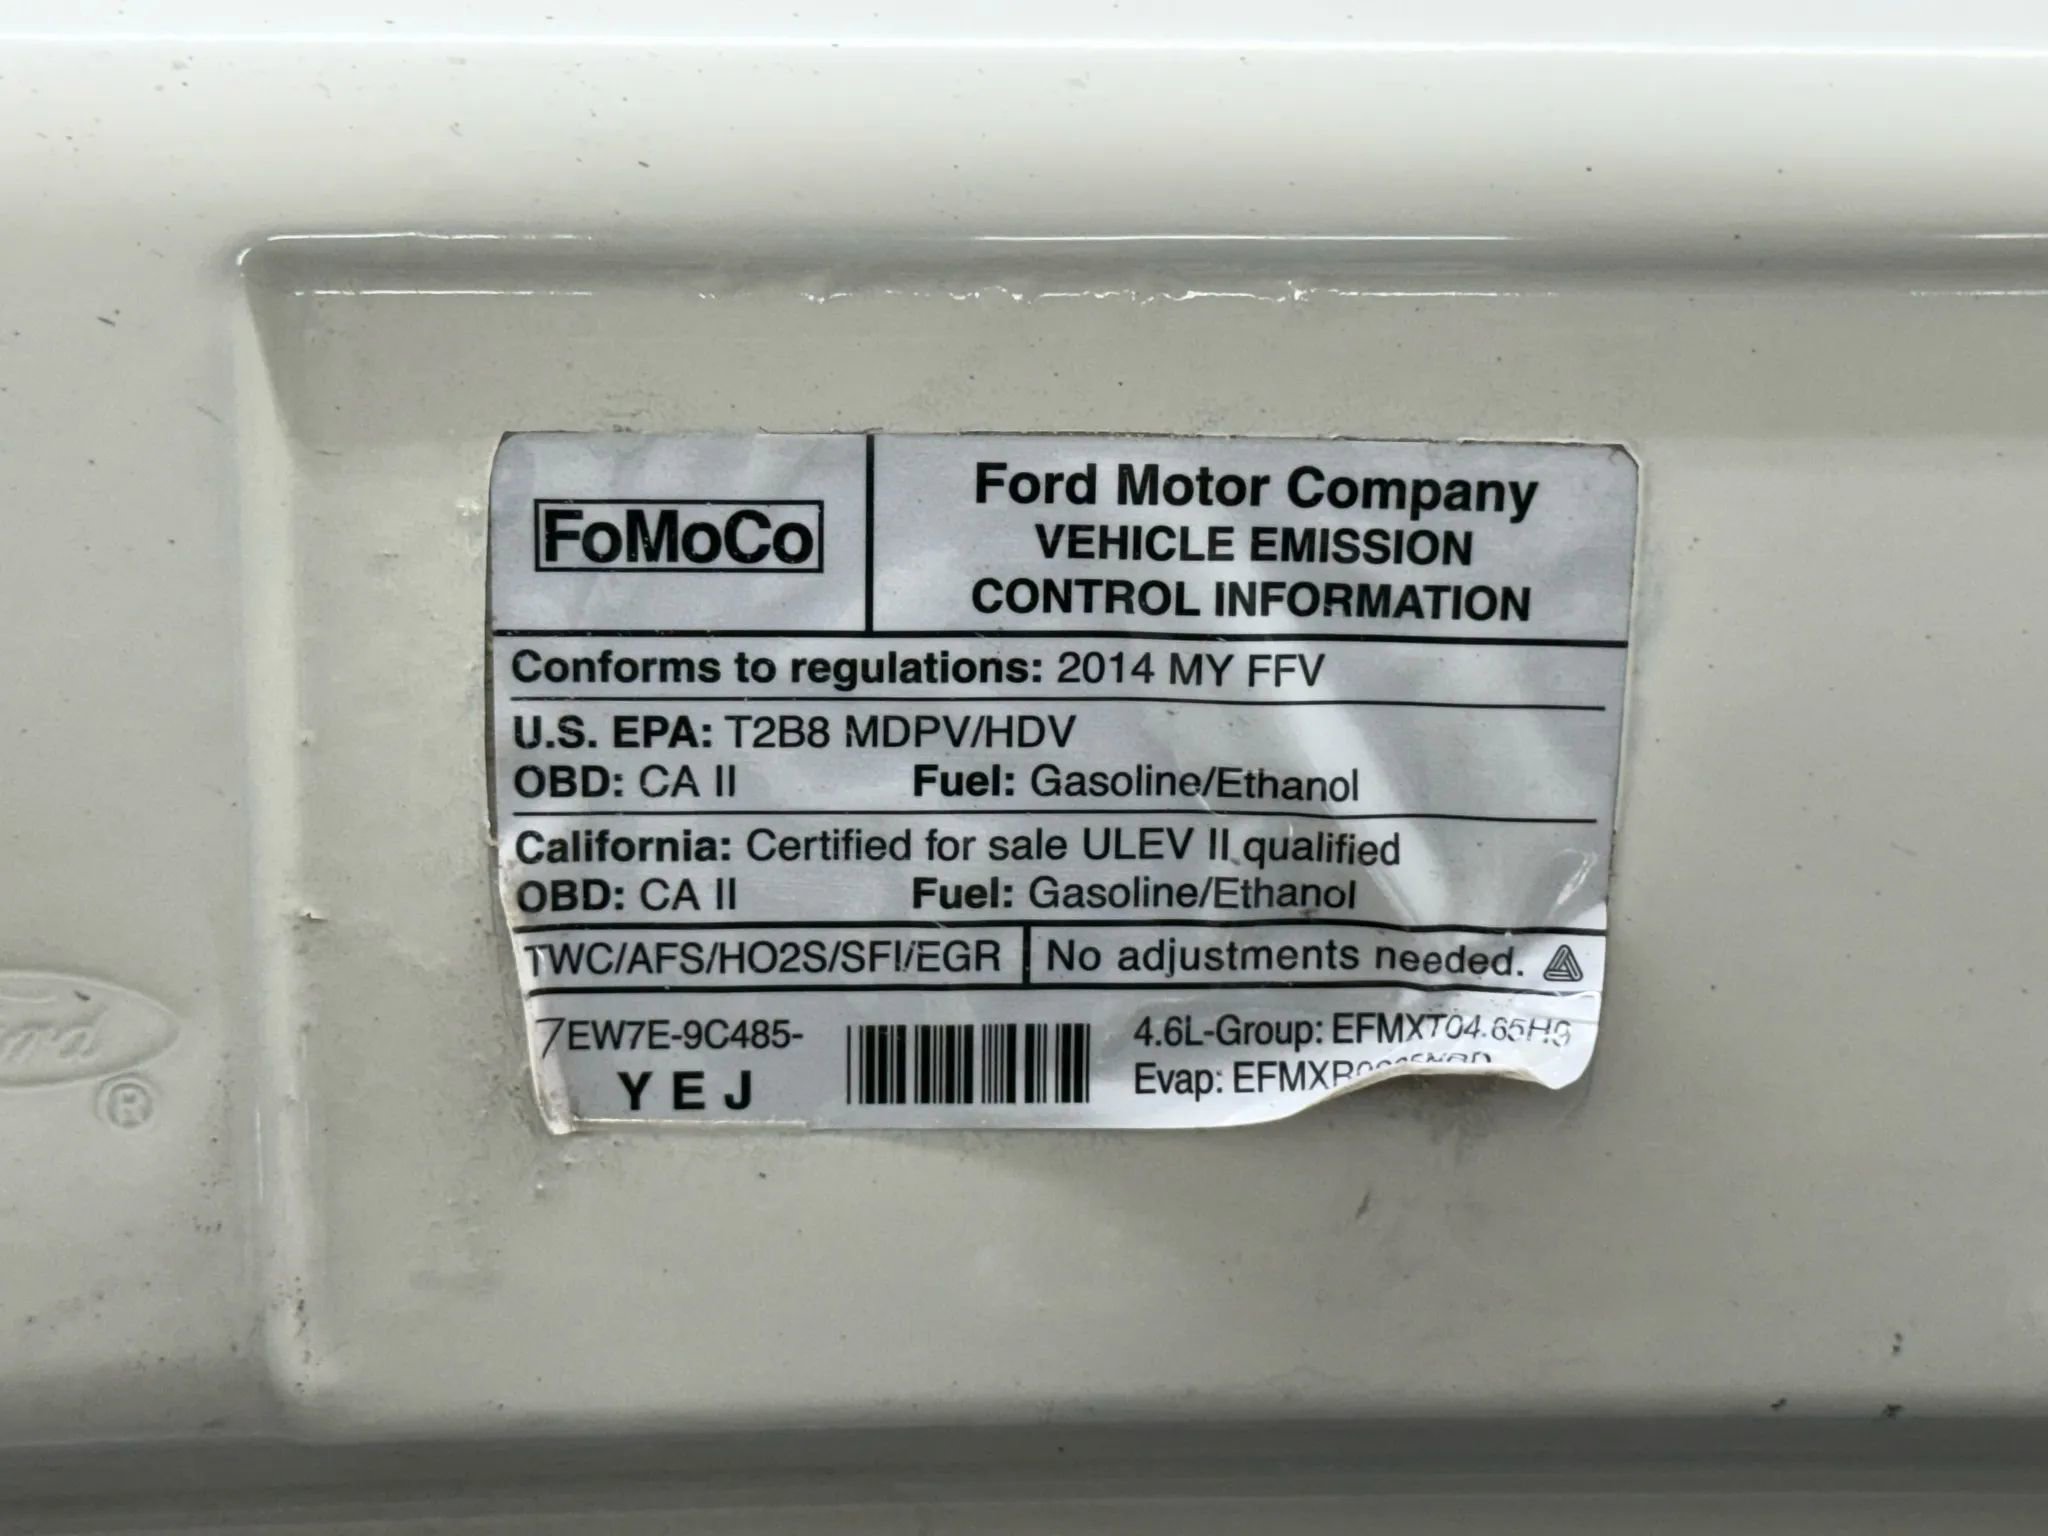 FoMoCo
Ford Motor Company
VEHICLE EMISSION
CONTROL INFORMATION
Conforms to regulations: 2014 MY FFV
U.S. EPA: T2B8 MDPV/HDV
OBD: CA II Fuel: Gasoline/Ethanol
California: Certified for sale ULEV II qualified
OBD: CA II Fuel: Gasoline/Ethanol
TWC/AFS/HO2S/SFI/EGR No adjustments needed.
7EW7E-9C485-
YEJ
4.6L-Group:
Evap:
Ford ®